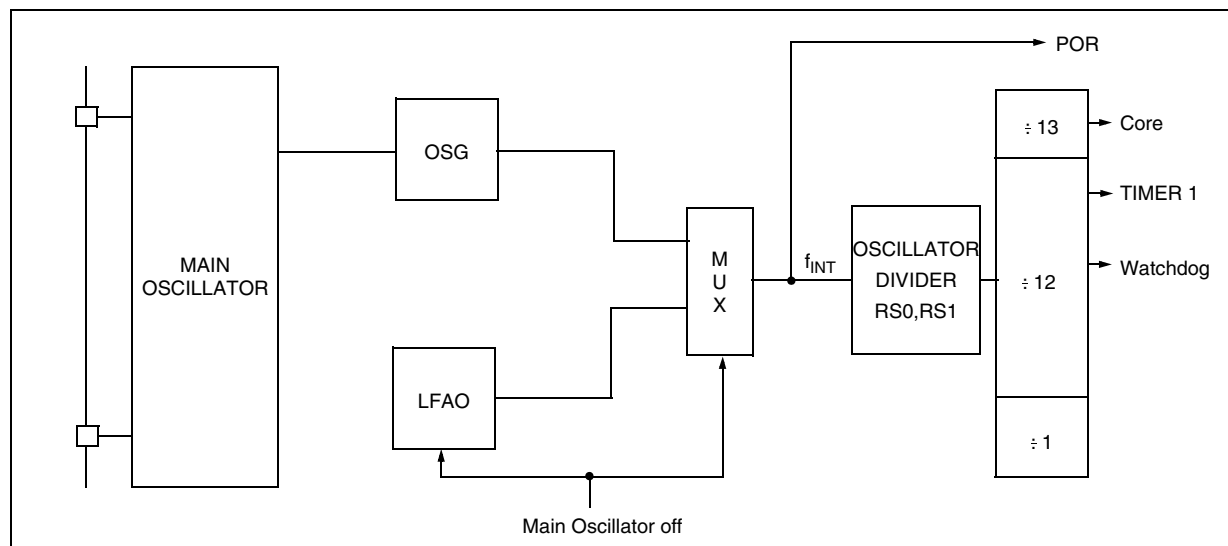 POR
÷ 13
Core
OSG
TIMER 1
MAIN
OSCILLATOR
M
U
X
f_INT
OSCILLATOR
DIVIDER
RS0,RS1
÷ 12
Watchdog
LFAO
÷ 1
Main Oscillator off